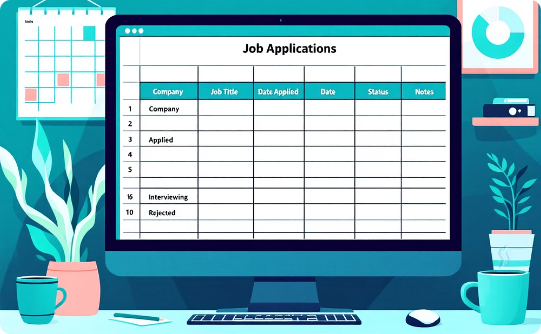 Job Applications
Company Job Title Date Applied Date Status Notes
1 Company
2
3 Applied
4
5
16 Interviewing
10 Rejected